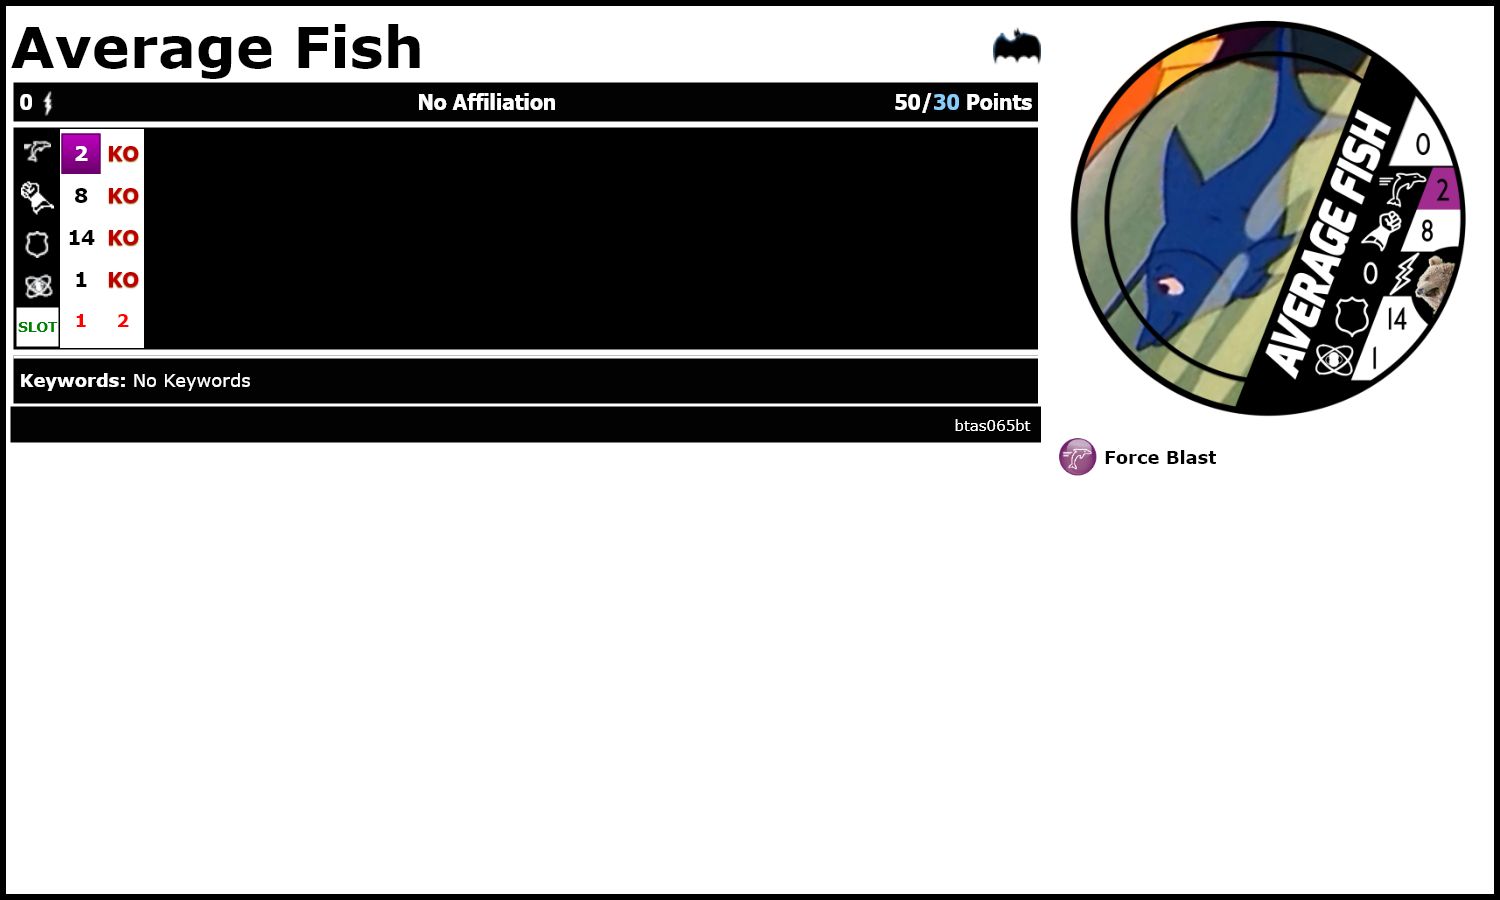 Average Fish
0 No Affiliation 50/30 Points
2 KO
8 KO
14 KO
1 KO
SLOT 1 2
Keywords: No Keywords
btas065bt
AVERAGE FISH
0
2
8
0
14
1
Force Blast